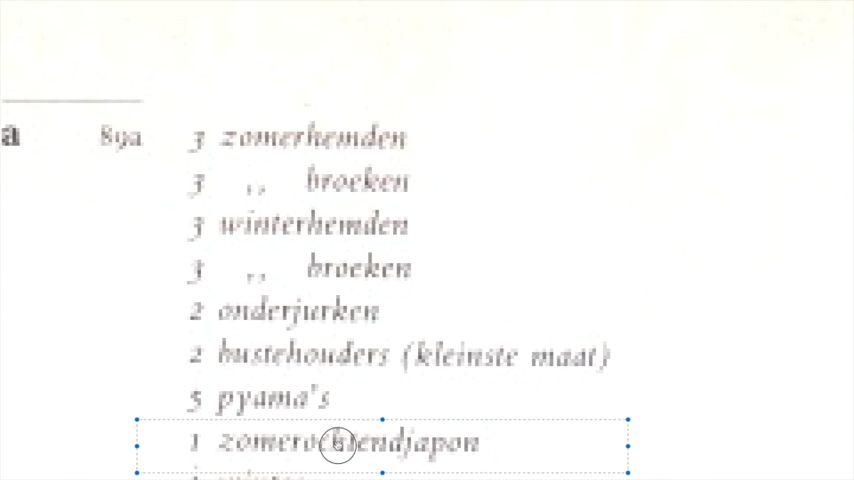 a 89a 3 zomerhemden
3 ,, broeken
3 winterhemden
3 ,, broeken
2 onderjurken
2 bustehouders (kleinste maat)
5 pyama's
1 zomerochtendjapon